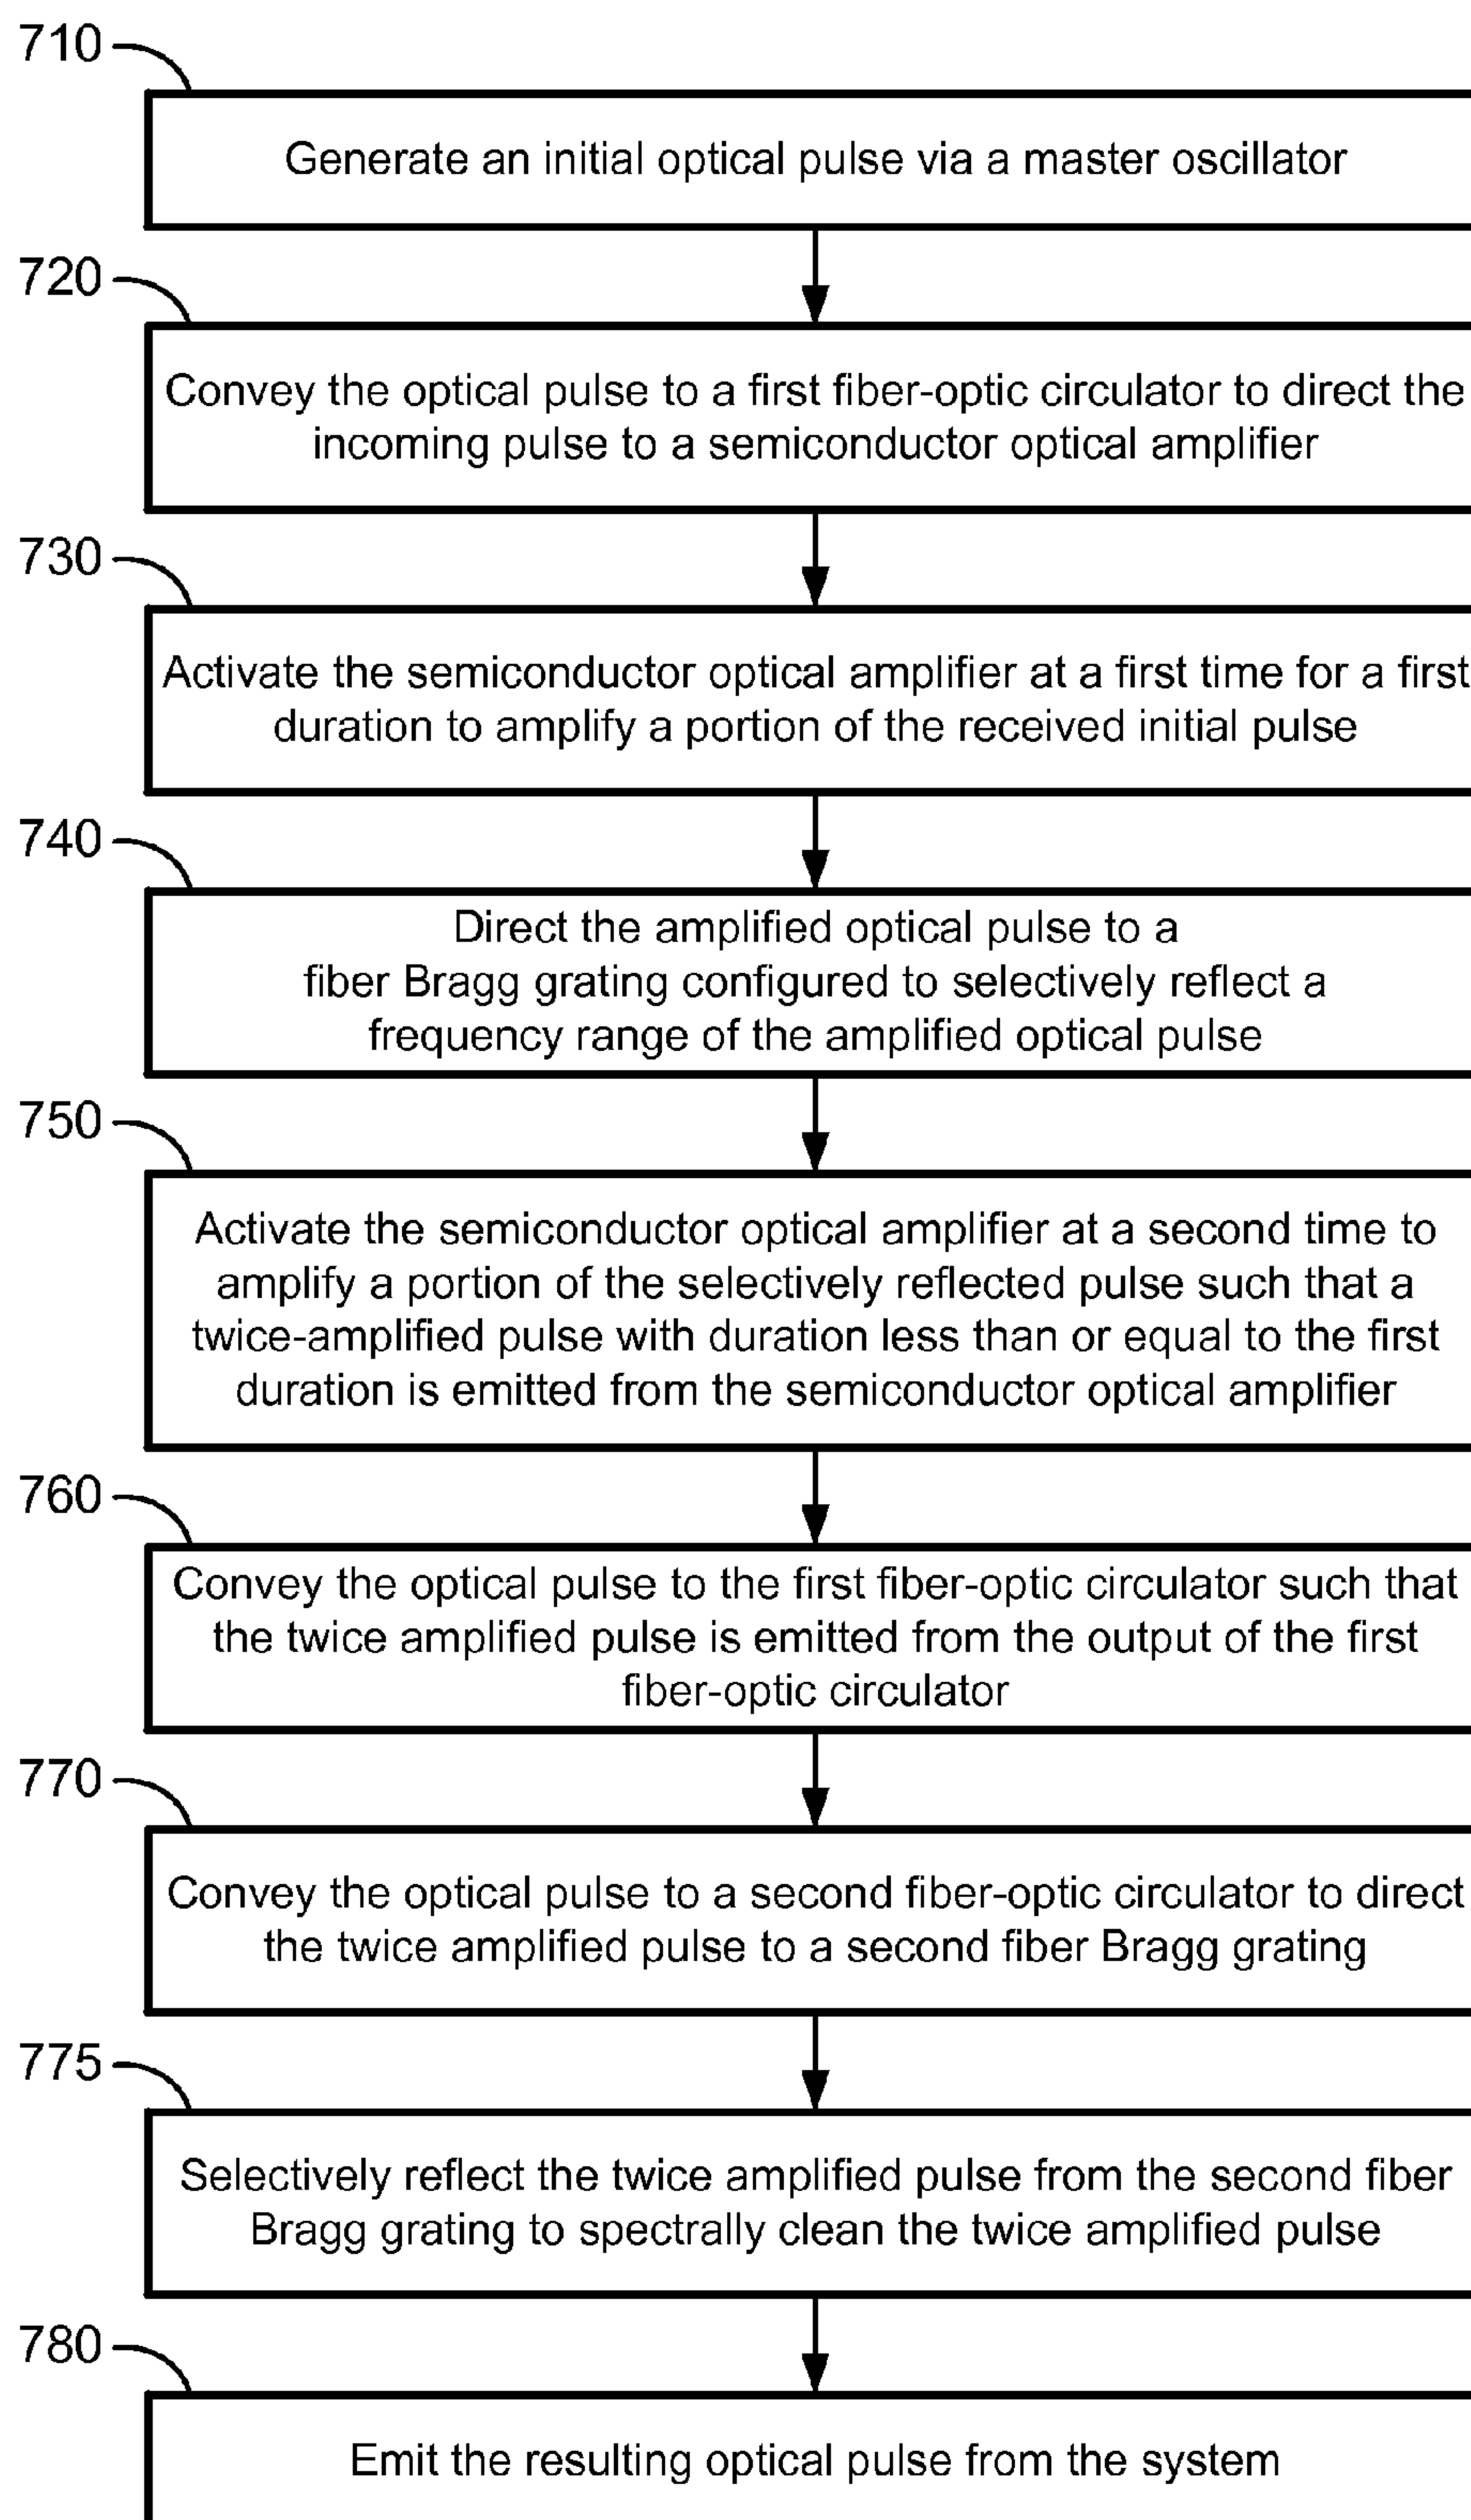 710
Generate an initial optical pulse via a master oscillator
720
Convey the optical pulse to a first fiber-optic circulator to direct the
incoming pulse to a semiconductor optical amplifier
730
Activate the semiconductor optical amplifier at a first time for a first
duration to amplify a portion of the received initial pulse
740
Direct the amplified optical pulse to a
fiber Bragg grating configured to selectively reflect a
frequency range of the amplified optical pulse
750
Activate the semiconductor optical amplifier at a second time to
amplify a portion of the selectively reflected pulse such that a
twice-amplified pulse with duration less than or equal to the first
duration is emitted from the semiconductor optical amplifier
760
Convey the optical pulse to the first fiber-optic circulator such that
the twice amplified pulse is emitted from the output of the first
fiber-optic circulator
770
Convey the optical pulse to a second fiber-optic circulator to direct
the twice amplified pulse to a second fiber Bragg grating
775
Selectively reflect the twice amplified pulse from the second fiber
Bragg grating to spectrally clean the twice amplified pulse
780
Emit the resulting optical pulse from the system